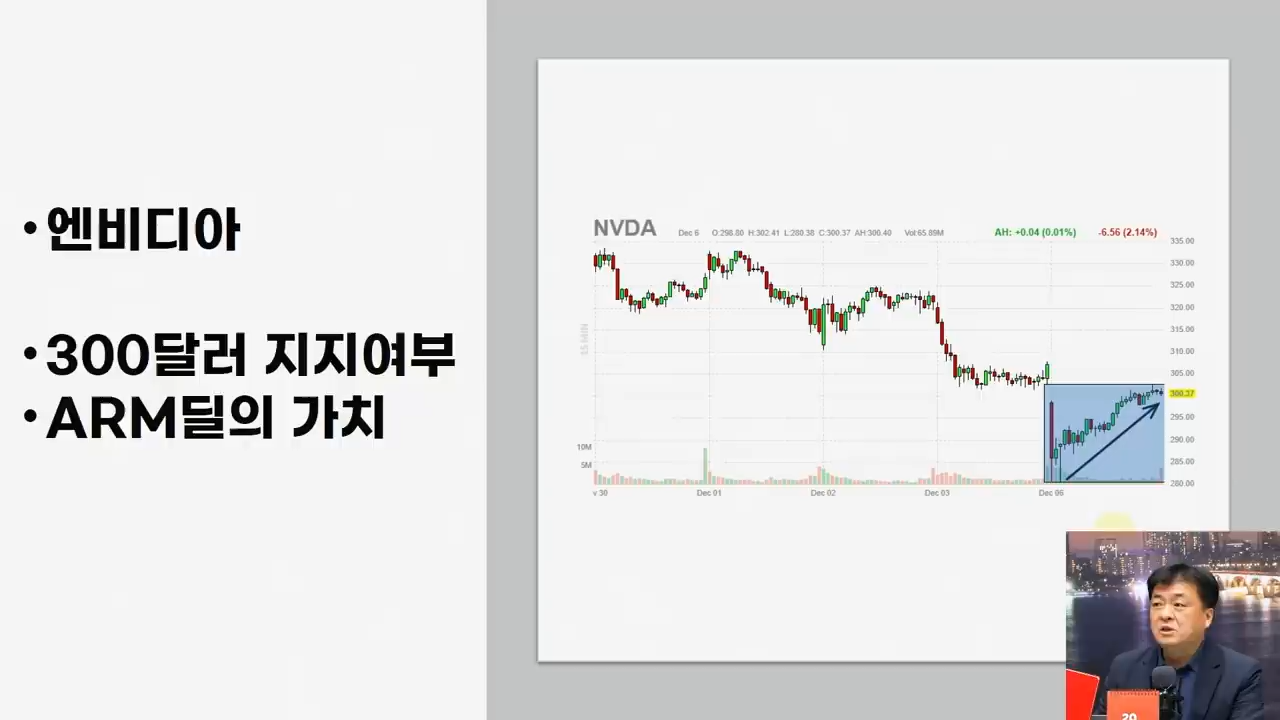 • 엔비디아
• 300달러 지지여부
• ARM딜의 가치
NVDA
Dec 6 O:298.80 H:302.41 L:280.38 C:300.37 AH:300.40 Vol:65.89M
AH: +0.04 (0.01%) -6.56 (2.14%)
335.00
330.00
325.00
320.00
315.00
310.00
305.00
300.37
295.00
290.00
285.00
280.00
15 MIN
10M
5M
v 30 Dec 01 Dec 02 Dec 03 Dec 06
20